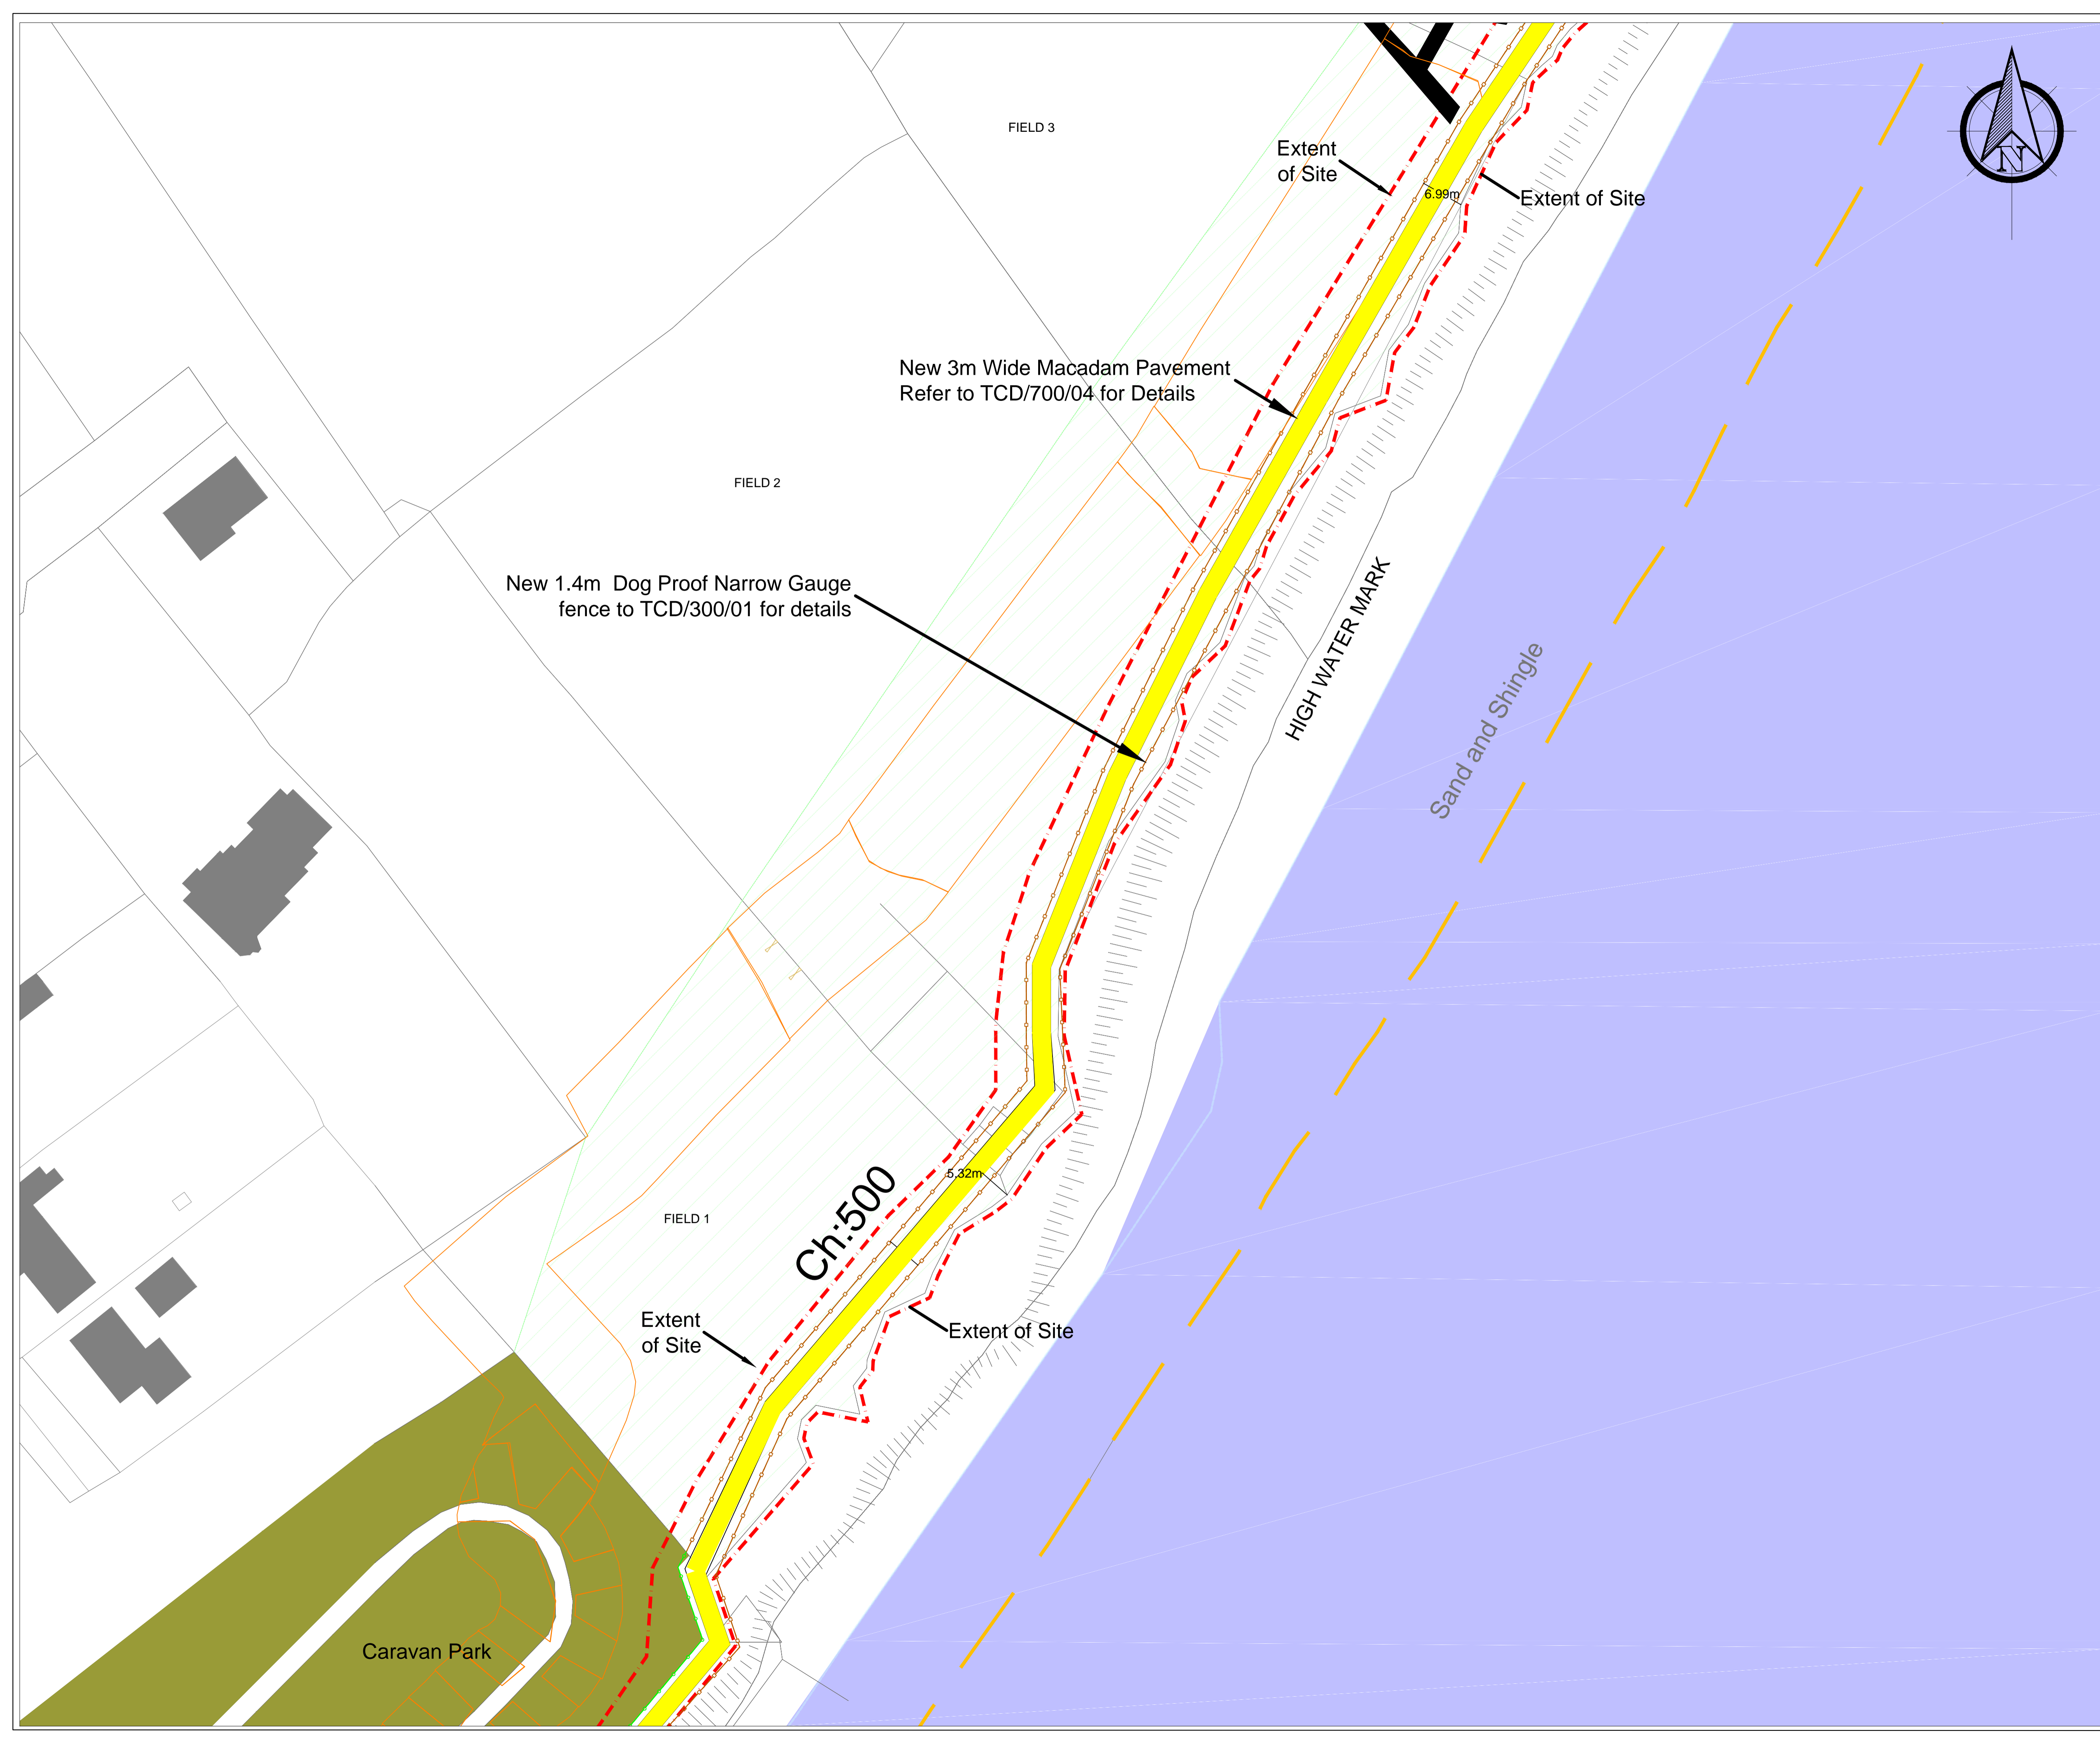 FIELD 3
N
Extent
of Site
6.99m
Extent of Site
New 3m Wide Macadam Pavement
Refer to TCD/700/04 for Details
FIELD 2
New 1.4m  Dog Proof Narrow Gauge
fence to TCD/300/01 for details
HIGH WATER MARK
Sand and Shingle
5.32m
Ch:500
FIELD 1
Extent
of Site
Extent of Site
Caravan Park